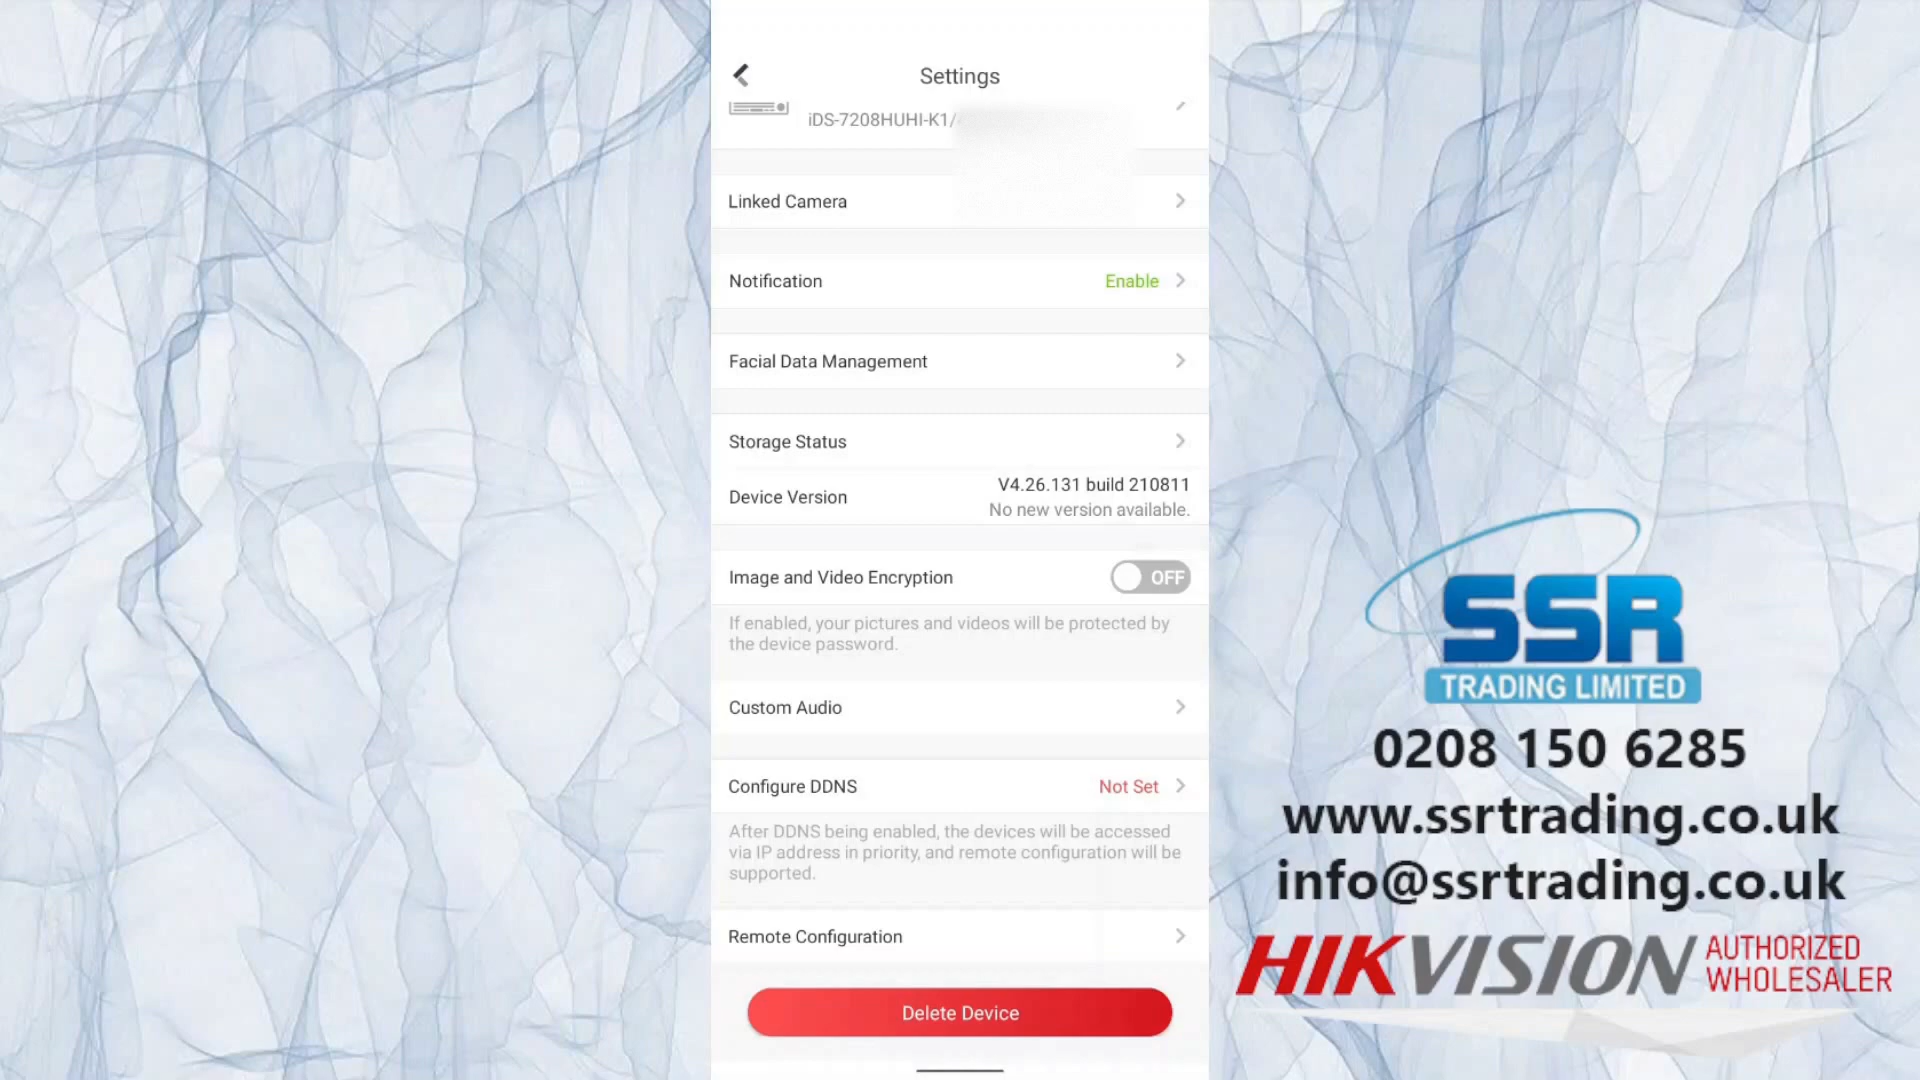 Settings
iDS-7208HUHI-K1/
Linked Camera
Notification Enable
Facial Data Management
Storage Status
Device Version V4.26.131 build 210811
No new version available.
Image and Video Encryption OFF
If enabled, your pictures and videos will be protected by
the device password.
Custom Audio
Configure DDNS Not Set
After DDNS being enabled, the devices will be accessed
via IP address in priority, and remote configuration will be
supported.
Remote Configuration
Delete Device
SSR
TRADING LIMITED
0208 150 6285
www.ssrtrading.co.uk
info@ssrtrading.co.uk
HIKVISION AUTHORIZED
WHOLESALER